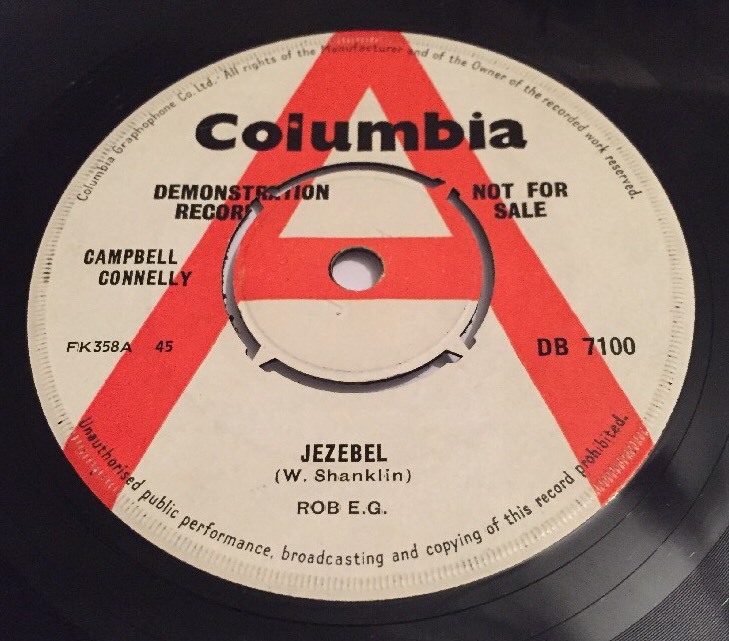 Columbia Graphophone Co. Ltd. All rights of the Manufacturer and of the Owner of the recorded work reserved.
Columbia
DEMONSTRATION
RECORD
NOT FOR
SALE
CAMPBELL
CONNELLY
45
DB 7100
JEZEBEL
(W. Shanklin)
ROB E.G.
Unauthorised public performance, broadcasting and copying of this record prohibited.